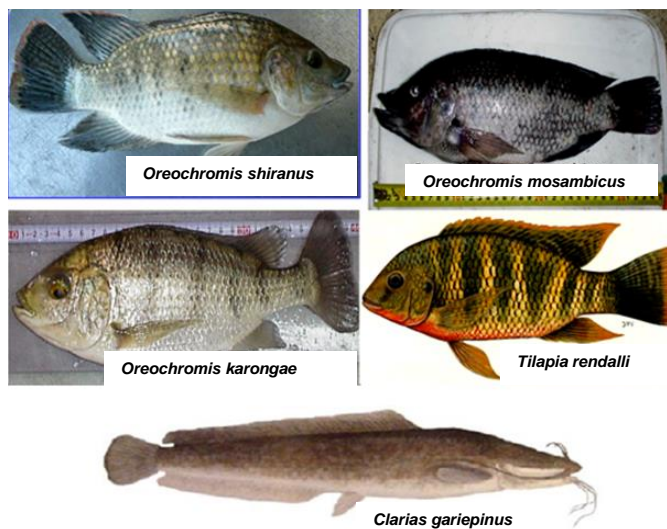 Oreochromis shiranus
Oreochromis mosambicus
Oreochromis karongae
Tilapia rendalli
Clarias gariepinus